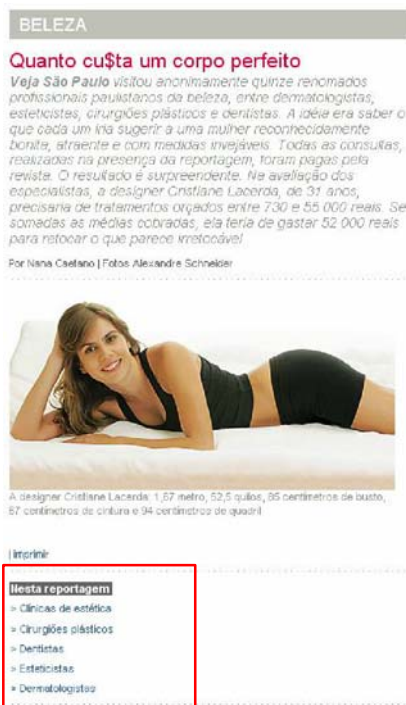 BELEZA
Quanto cu$ta um corpo perfeito
Veja São Paulo visitou anonimamente quinze renomados
profissionais paulistanos da beleza, entre dermatologistas,
esteticistas, cirurgiões plásticos e dentistas. A idéia era saber o
que cada um iria sugerir a uma mulher reconhecidamente
bonita, atraente e com medidas invejáveis. Todas as consultas,
realizadas na presença da reportagem, foram pagas pela
revista. O resultado é surpreendente. Na avaliação dos
especialistas, a designer Cristiane Lacerda, de 31 anos,
precisaria de tratamentos orçados entre 730 e 55 000 reais. Se
somadas as médias cobradas, ela teria de gastar 52 000 reais
para retocar o que parece irretocável
Por Nana Caetano | Fotos Alexandre Schneider
A designer Cristiane Lacerda: 1,67 metro, 52,5 quilos, 85 centímetros de busto,
67 centímetros de cintura e 94 centímetros de quadril
| Imprimir
Nesta reportagem
» Clínicas de estética
» Cirurgiões plásticos
» Dentistas
» Esteticistas
» Dermatologistas